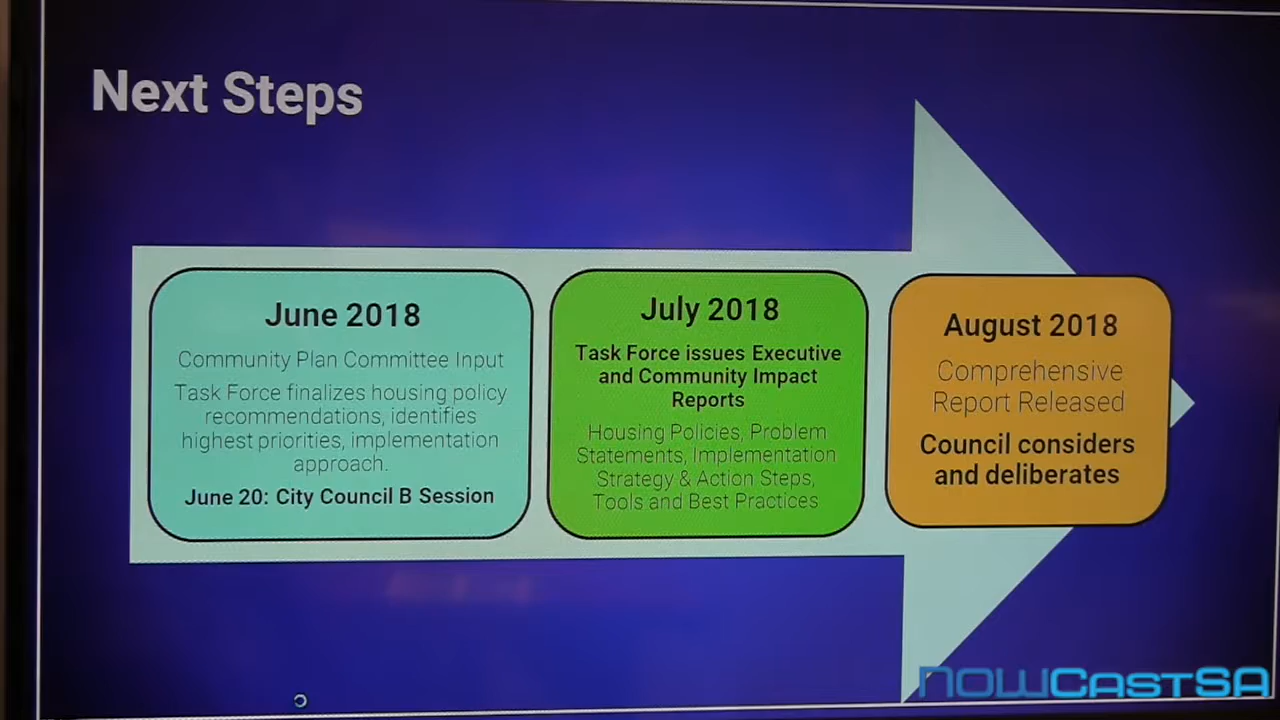 Next Steps
June 2018
Community Plan Committee Input
Task Force finalizes housing policy
recommendations, identifies
highest priorities, implementation
approach.
June 20: City Council B Session
July 2018
Task Force issues Executive
and Community Impact
Reports
Housing Policies, Problem
Statements, Implementation
Strategy & Action Steps,
Tools and Best Practices
August 2018
Comprehensive
Report Released
Council considers
and deliberates
NOWCastSA